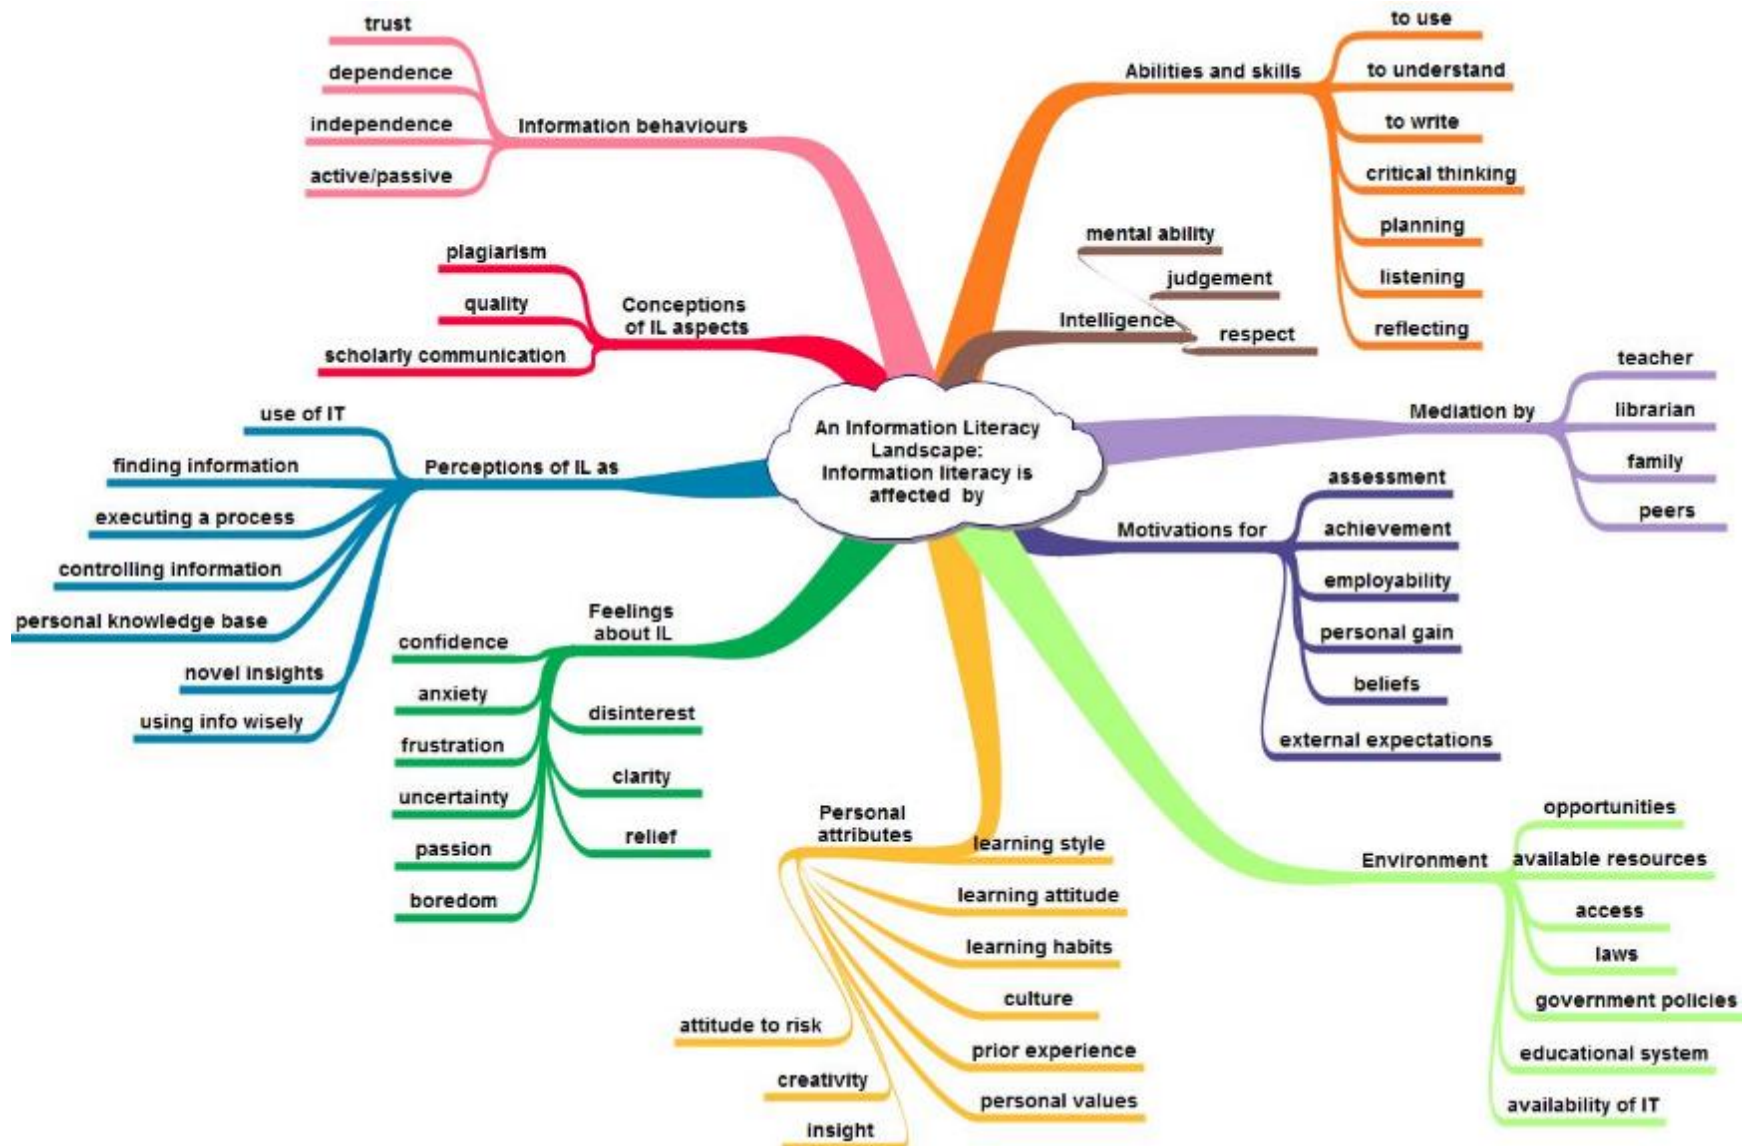 An Information Literacy
Landscape:
Information literacy is
affected by
Information behaviours
trust
dependence
independence
active/passive
Conceptions
of IL aspects
plagiarism
quality
scholarly communication
Perceptions of IL as
use of IT
finding information
executing a process
controlling information
personal knowledge base
novel insights
using info wisely
Feelings
about IL
confidence
anxiety
frustration
uncertainty
passion
boredom
disinterest
clarity
relief
Personal
attributes
learning style
learning attitude
learning habits
culture
prior experience
personal values
attitude to risk
creativity
insight
Abilities and skills
to use
to understand
to write
critical thinking
planning
listening
reflecting
Intelligence
mental ability
judgement
respect
Mediation by
teacher
librarian
family
peers
Motivations for
assessment
achievement
employability
personal gain
beliefs
external expectations
Environment
opportunities
available resources
access
laws
government policies
educational system
availability of IT